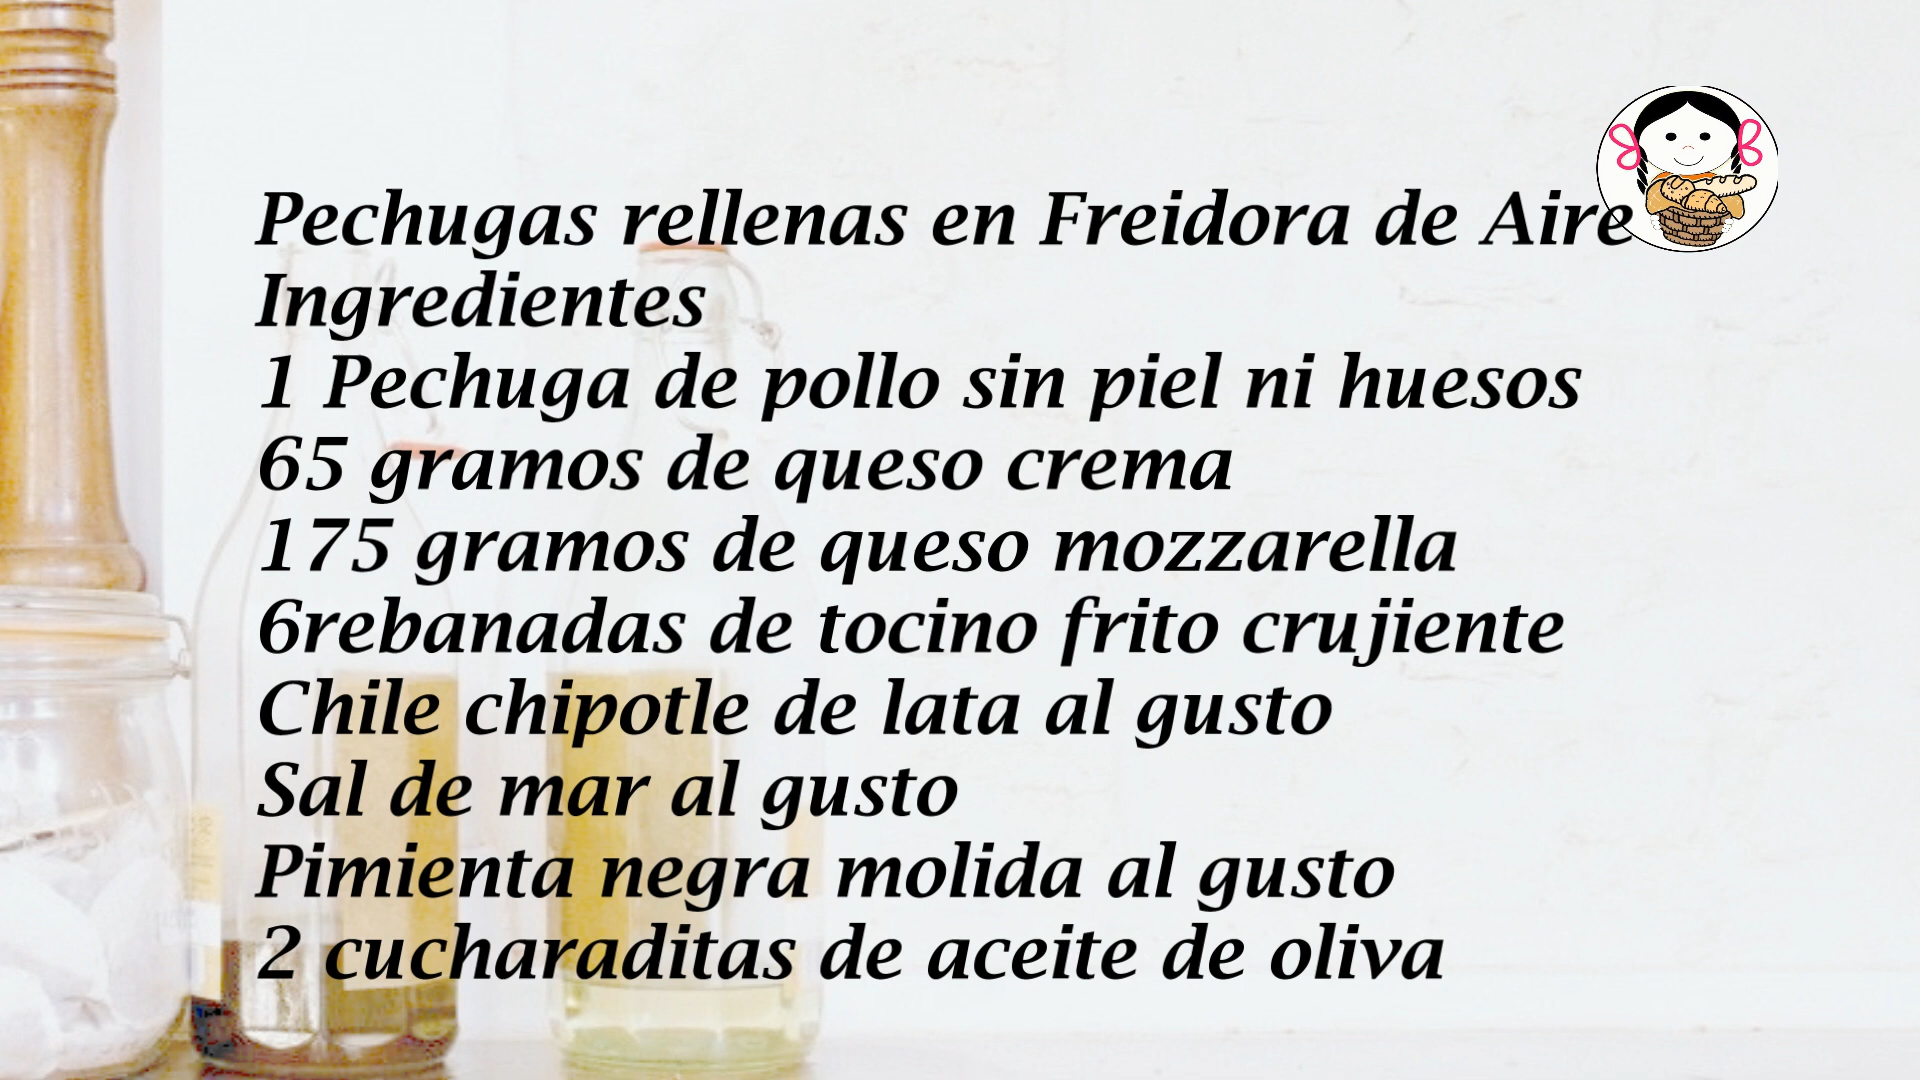 Pechugas rellenas en Freidora de Aire
Ingredientes
1 Pechuga de pollo sin piel ni huesos
65 gramos de queso crema
175 gramos de queso mozzarella
6rebanadas de tocino frito crujiente
Chile chipotle de lata al gusto
Sal de mar al gusto
Pimienta negra molida al gusto
2 cucharaditas de aceite de oliva